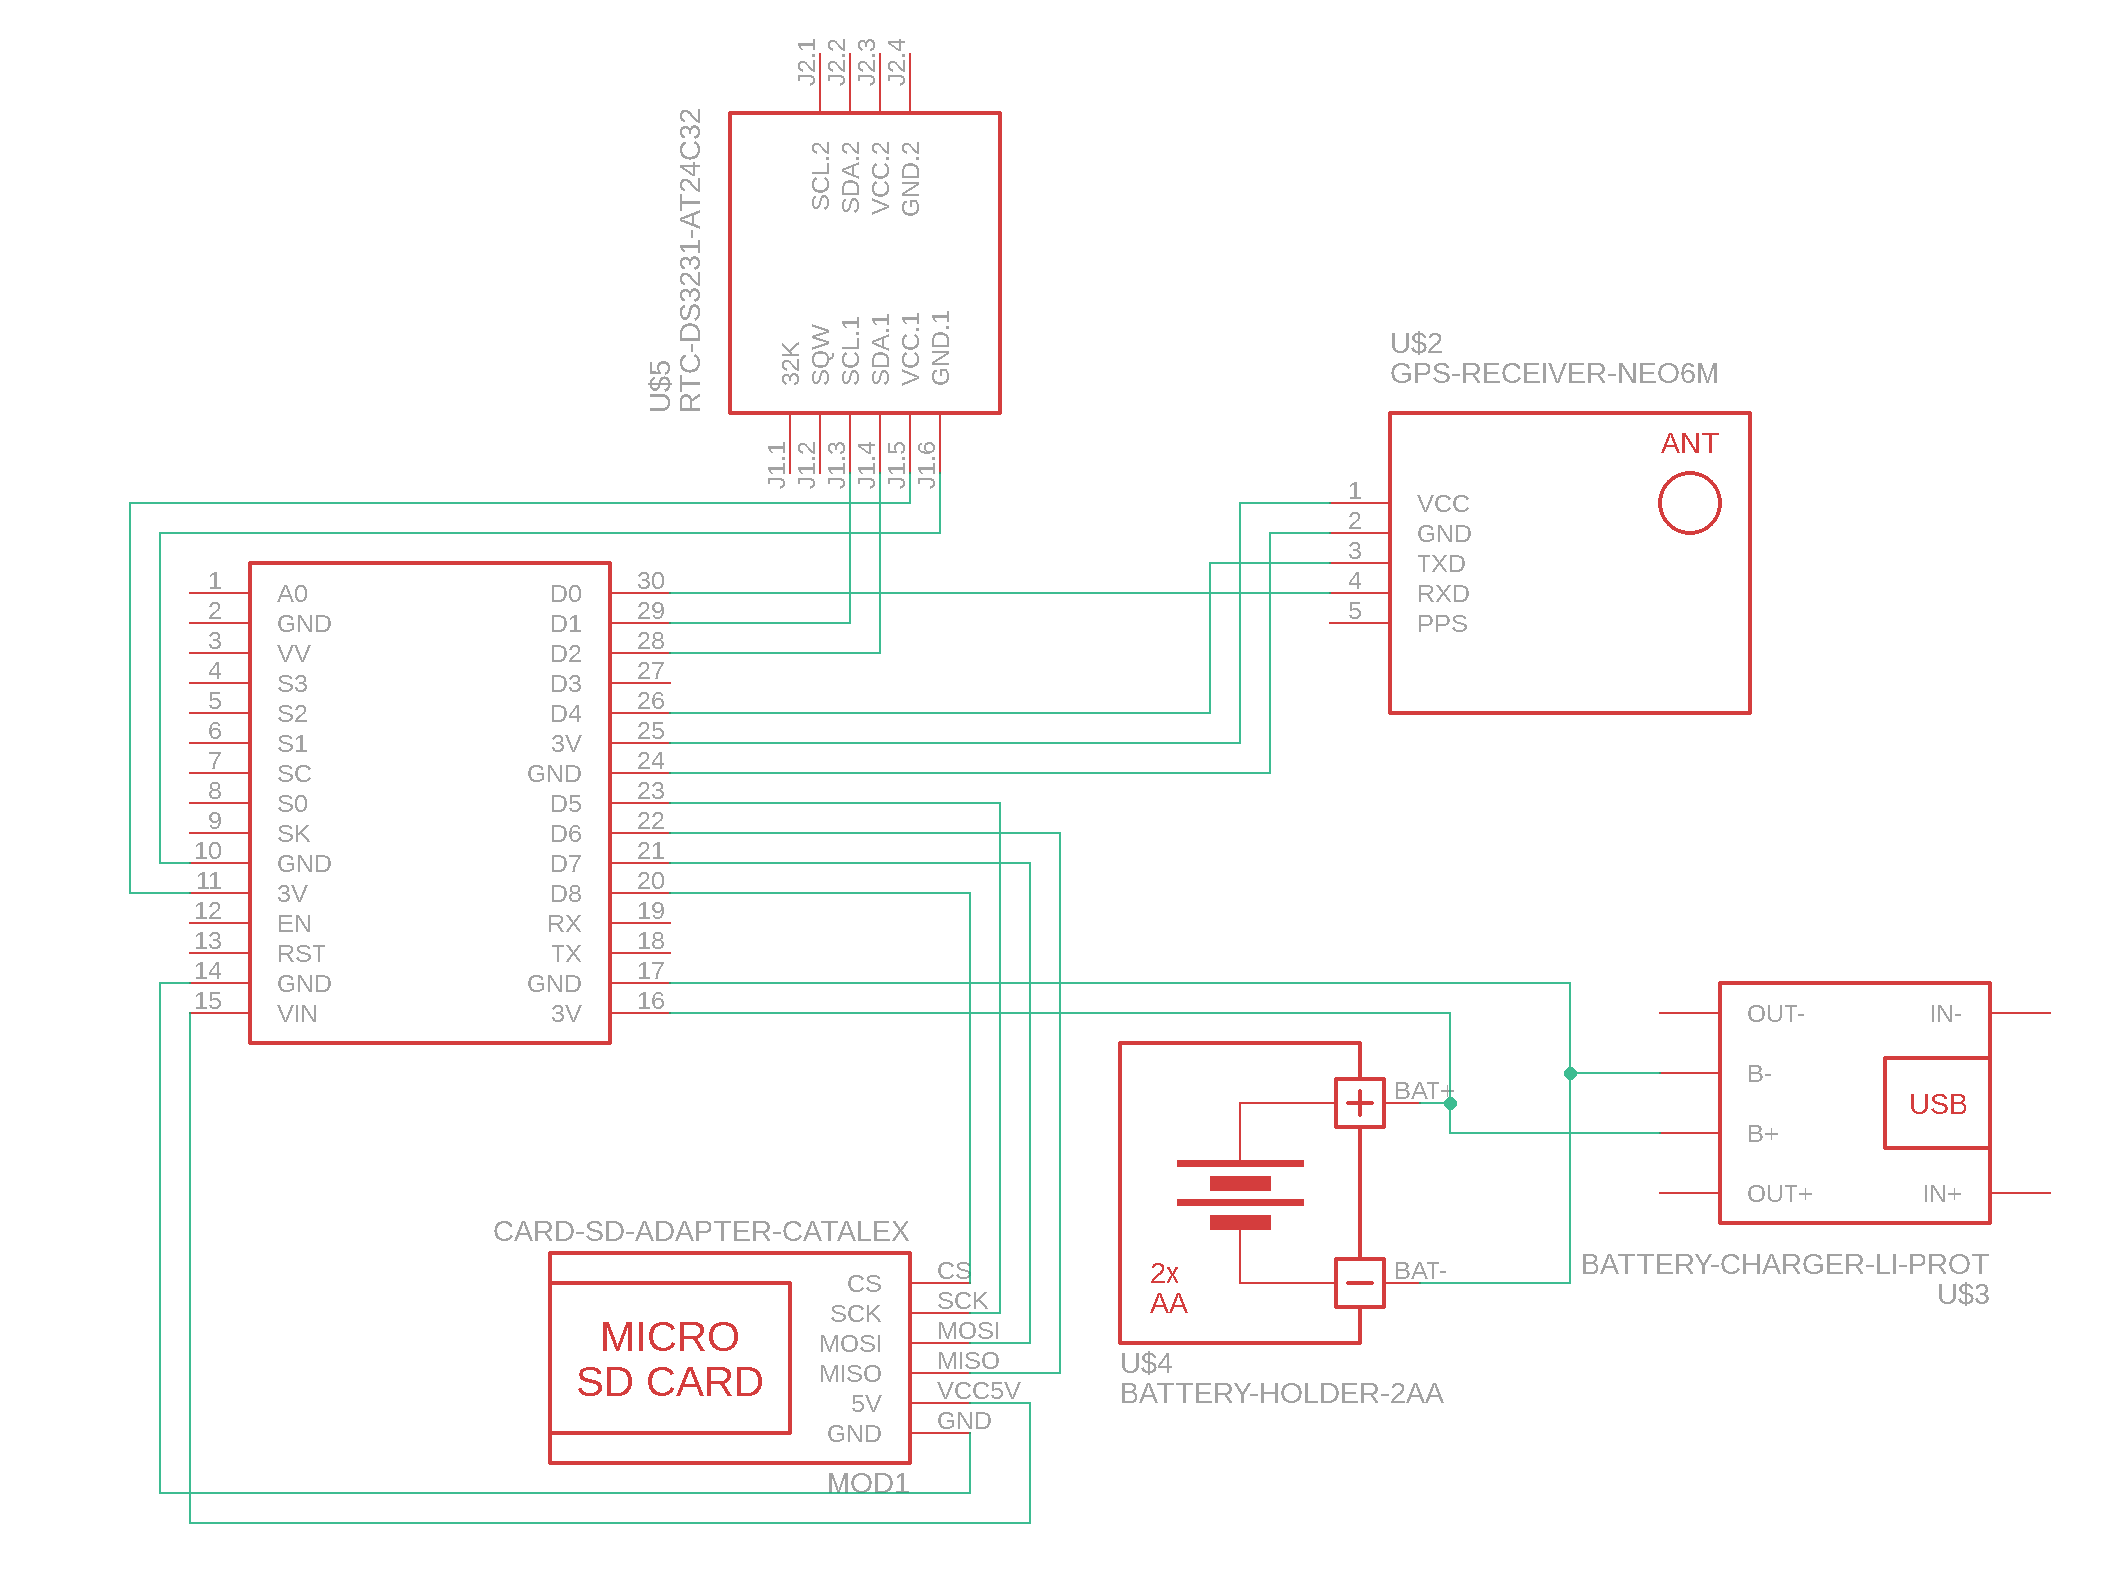 J2.1
J2.2
J2.3
J2.4
SCL.2
SDA.2
VCC.2
GND.2
U$5
RTC-DS3231-AT24C32
32K
SQW
SCL.1
SDA.1
VCC.1
GND.1
J1.1
J1.2
J1.3
J1.4
J1.5
J1.6
U$2
GPS-RECEIVER-NEO6M
ANT
1 VCC
2 GND
3 TXD
4 RXD
5 PPS
1 A0 D0 30
2 GND D1 29
3 VV D2 28
4 S3 D3 27
5 S2 D4 26
6 S1 3V 25
7 SC GND 24
8 S0 D5 23
9 SK D6 22
10 GND D7 21
11 3V D8 20
12 EN RX 19
13 RST TX 18
14 GND GND 17
15 VIN 3V 16
OUT- IN-
B-
USB
B+
OUT+ IN+
BATTERY-CHARGER-LI-PROT
U$3
BAT+
BAT-
2x
AA
U$4
BATTERY-HOLDER-2AA
CARD-SD-ADAPTER-CATALEX
MICRO
SD CARD
CS CS
SCK SCK
MOSI MOSI
MISO MISO
5V VCC5V
GND GND
MOD1